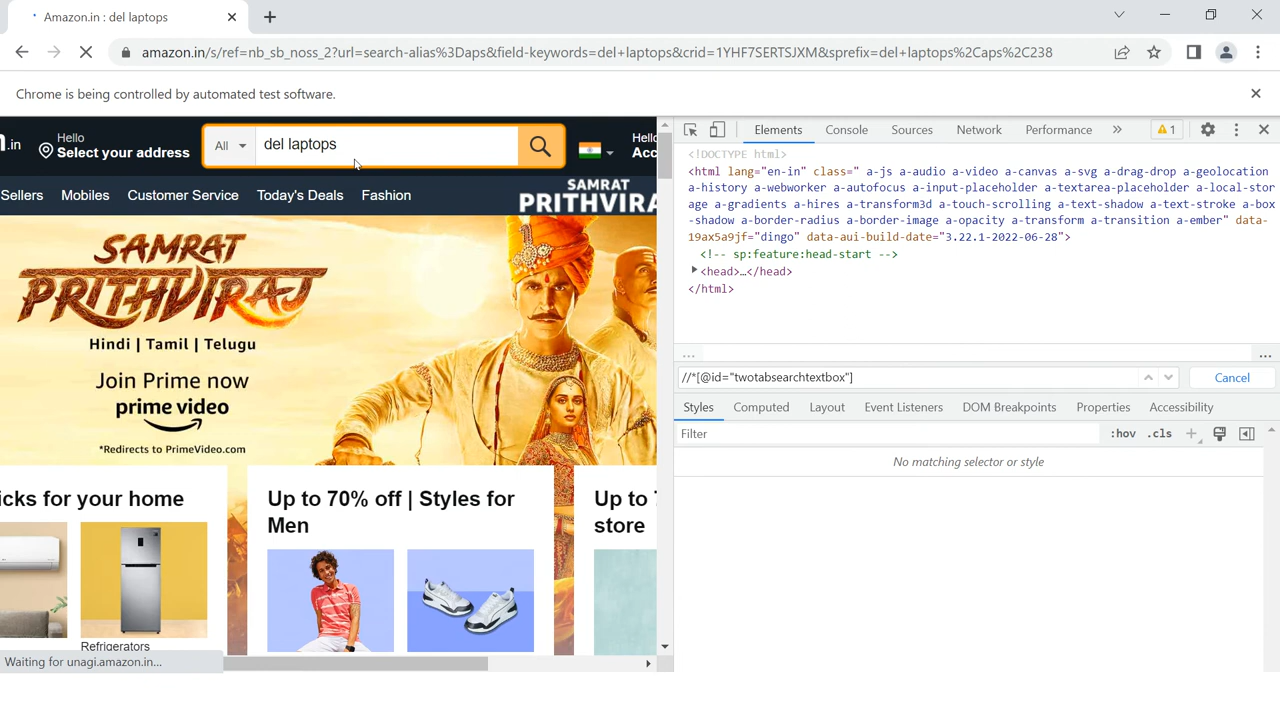 Amazon.in : del laptops
amazon.in/s/ref=nb_sb_noss_2?url=search-alias%3Daps&field-keywords=del+laptops&crid=1YHF7SERTSJXM&sprefix=del+laptops%2Caps%2C238
Chrome is being controlled by automated test software.
.in
Hello
Select your address
All
del laptops
Hello
Acc
Sellers Mobiles Customer Service Today's Deals Fashion
SAMRAT
PRITHVIRA
SAMRAT
PRITHVIRAJ
Hindi | Tamil | Telugu
Join Prime now
prime video
*Redirects to PrimeVideo.com
icks for your home
Refrigerators
Up to 70% off | Styles for
Men
Up to 7
store
Waiting for unagi.amazon.in...
Elements Console Sources Network Performance » 1
<!DOCTYPE html>
<html lang="en-in" class=" a-js a-audio a-video a-canvas a-svg a-drag-drop a-geolocation
a-history a-webworker a-autofocus a-input-placeholder a-textarea-placeholder a-local-stor
age a-gradients a-hires a-transform3d a-touch-scrolling a-text-shadow a-text-stroke a-box
-shadow a-border-radius a-border-image a-opacity a-transform a-transition a-ember" data-
19ax5a9jf="dingo" data-aui-build-date="3.22.1-2022-06-28">
<!-- sp:feature:head-start -->
<head>…</head>
</html>
... ...
//*[@id="twotabsearchtextbox"]
Cancel
Styles Computed Layout Event Listeners DOM Breakpoints Properties Accessibility
Filter
:hov .cls
No matching selector or style